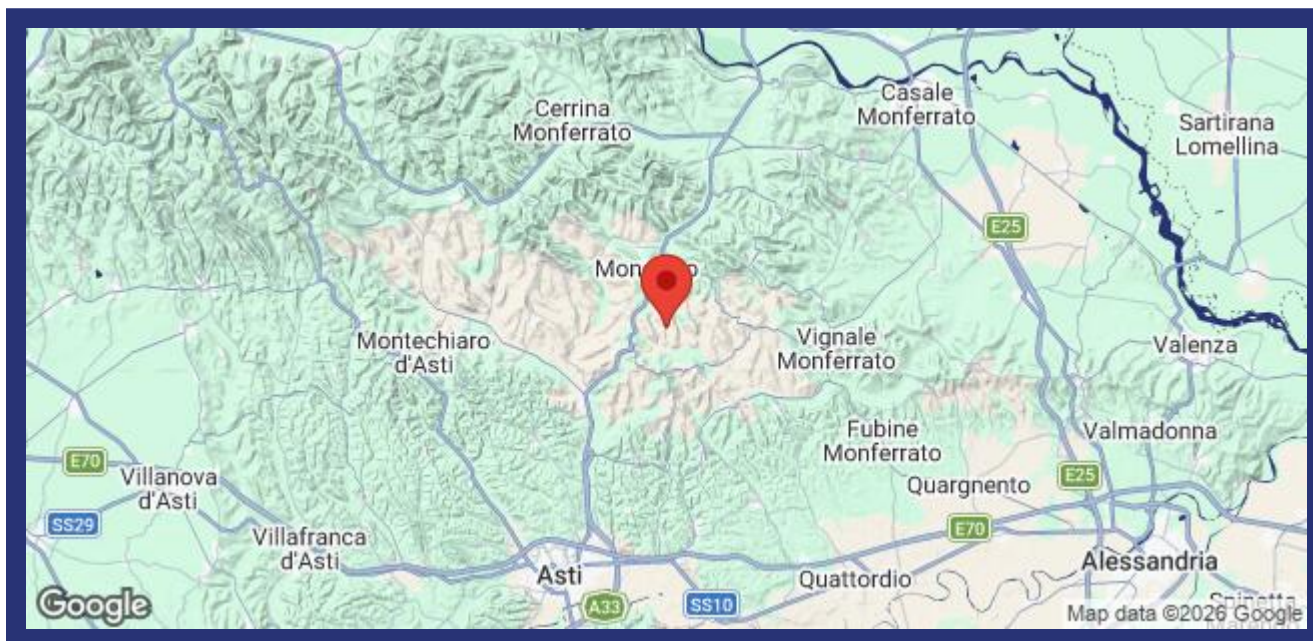 Cerrina
Monferrato
Casale
Monferrato
Sartirana
Lomellina
E25
Montechiaro
d'Asti
Vignale
Monferrato
Valenza
Fubine
Monferrato
Valmadonna
E70
Villanova
d'Asti
Quargnento
E25
SS29
Villafranca
d'Asti
E70
Asti
Quattordio
Alessandria
A33
SS10
Google
Map data ©2026 Google